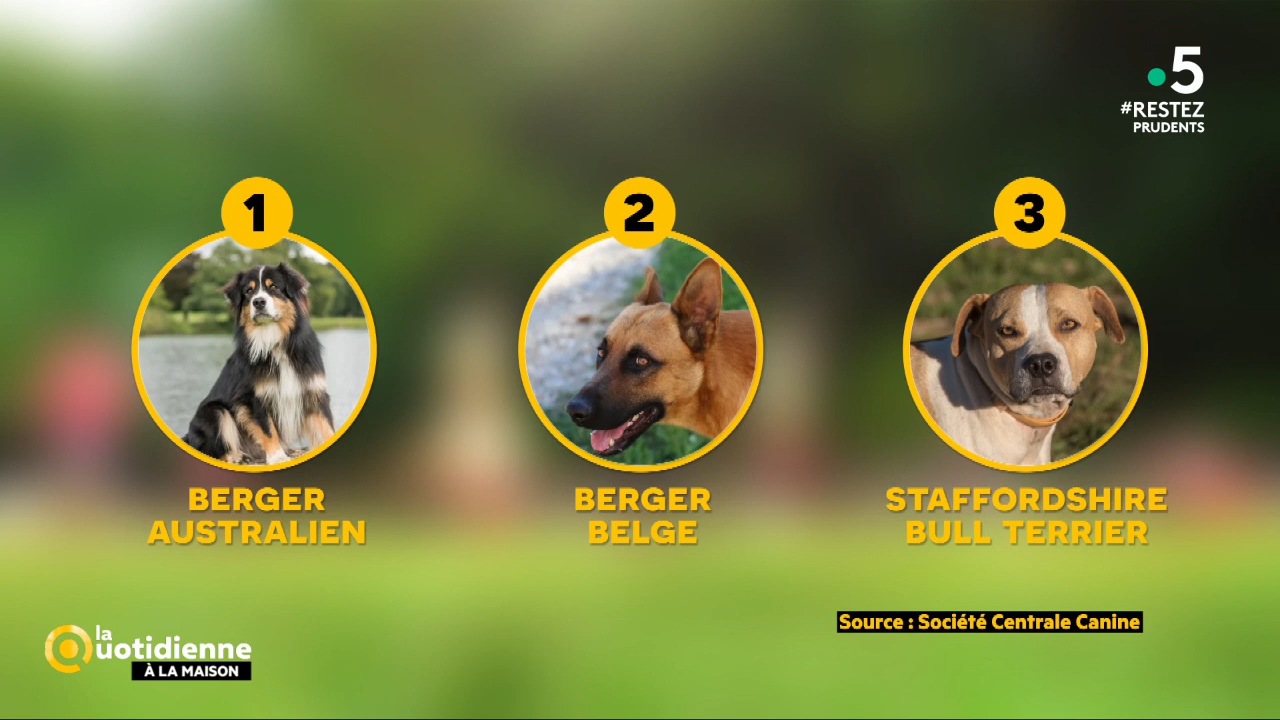 5
#RESTEZ
PRUDENTS
1
2
3
BERGER
AUSTRALIEN
BERGER
BELGE
STAFFORDSHIRE
BULL TERRIER
Source : Société Centrale Canine
la
Quotidienne
À LA MAISON